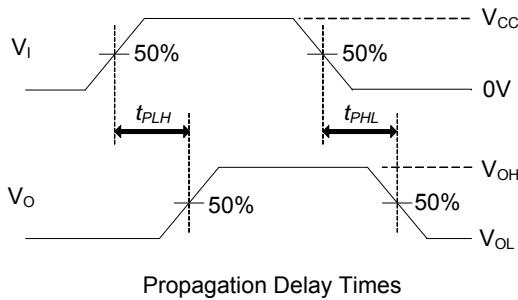 V_CC
V_I
50%
50%
0V
t_PLH
t_PHL
V_OH
V_O
50%
50%
V_OL
Propagation Delay Times